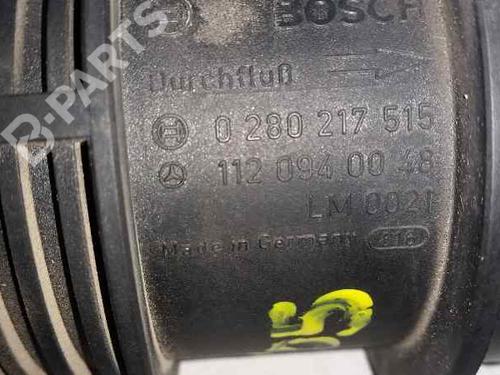 BOSCH
Durchfluß
0 280 217 515
112 094 00 48
LM 0021
Made in Germany
B-PARTS